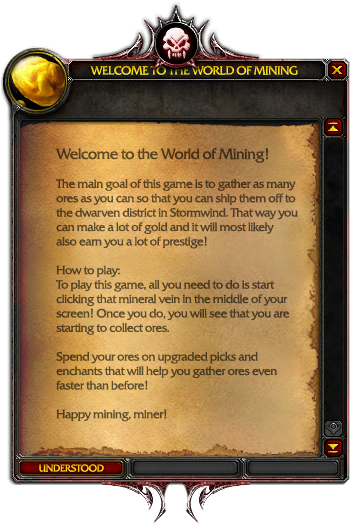 WELCOME TO THE WORLD OF MINING
Welcome to the World of Mining!
The main goal of this game is to gather as many
ores as you can so that you can ship them off to
the dwarven district in Stormwind. That way you
can make a lot of gold and it will most likely
also earn you a lot of prestige!
How to play:
To play this game, all you need to do is start
clicking that mineral vein in the middle of your
screen! Once you do, you will see that you are
starting to collect ores.
Spend your ores on upgraded picks and
enchants that will help you gather ores even
faster than before!
Happy mining, miner!
UNDERSTOOD